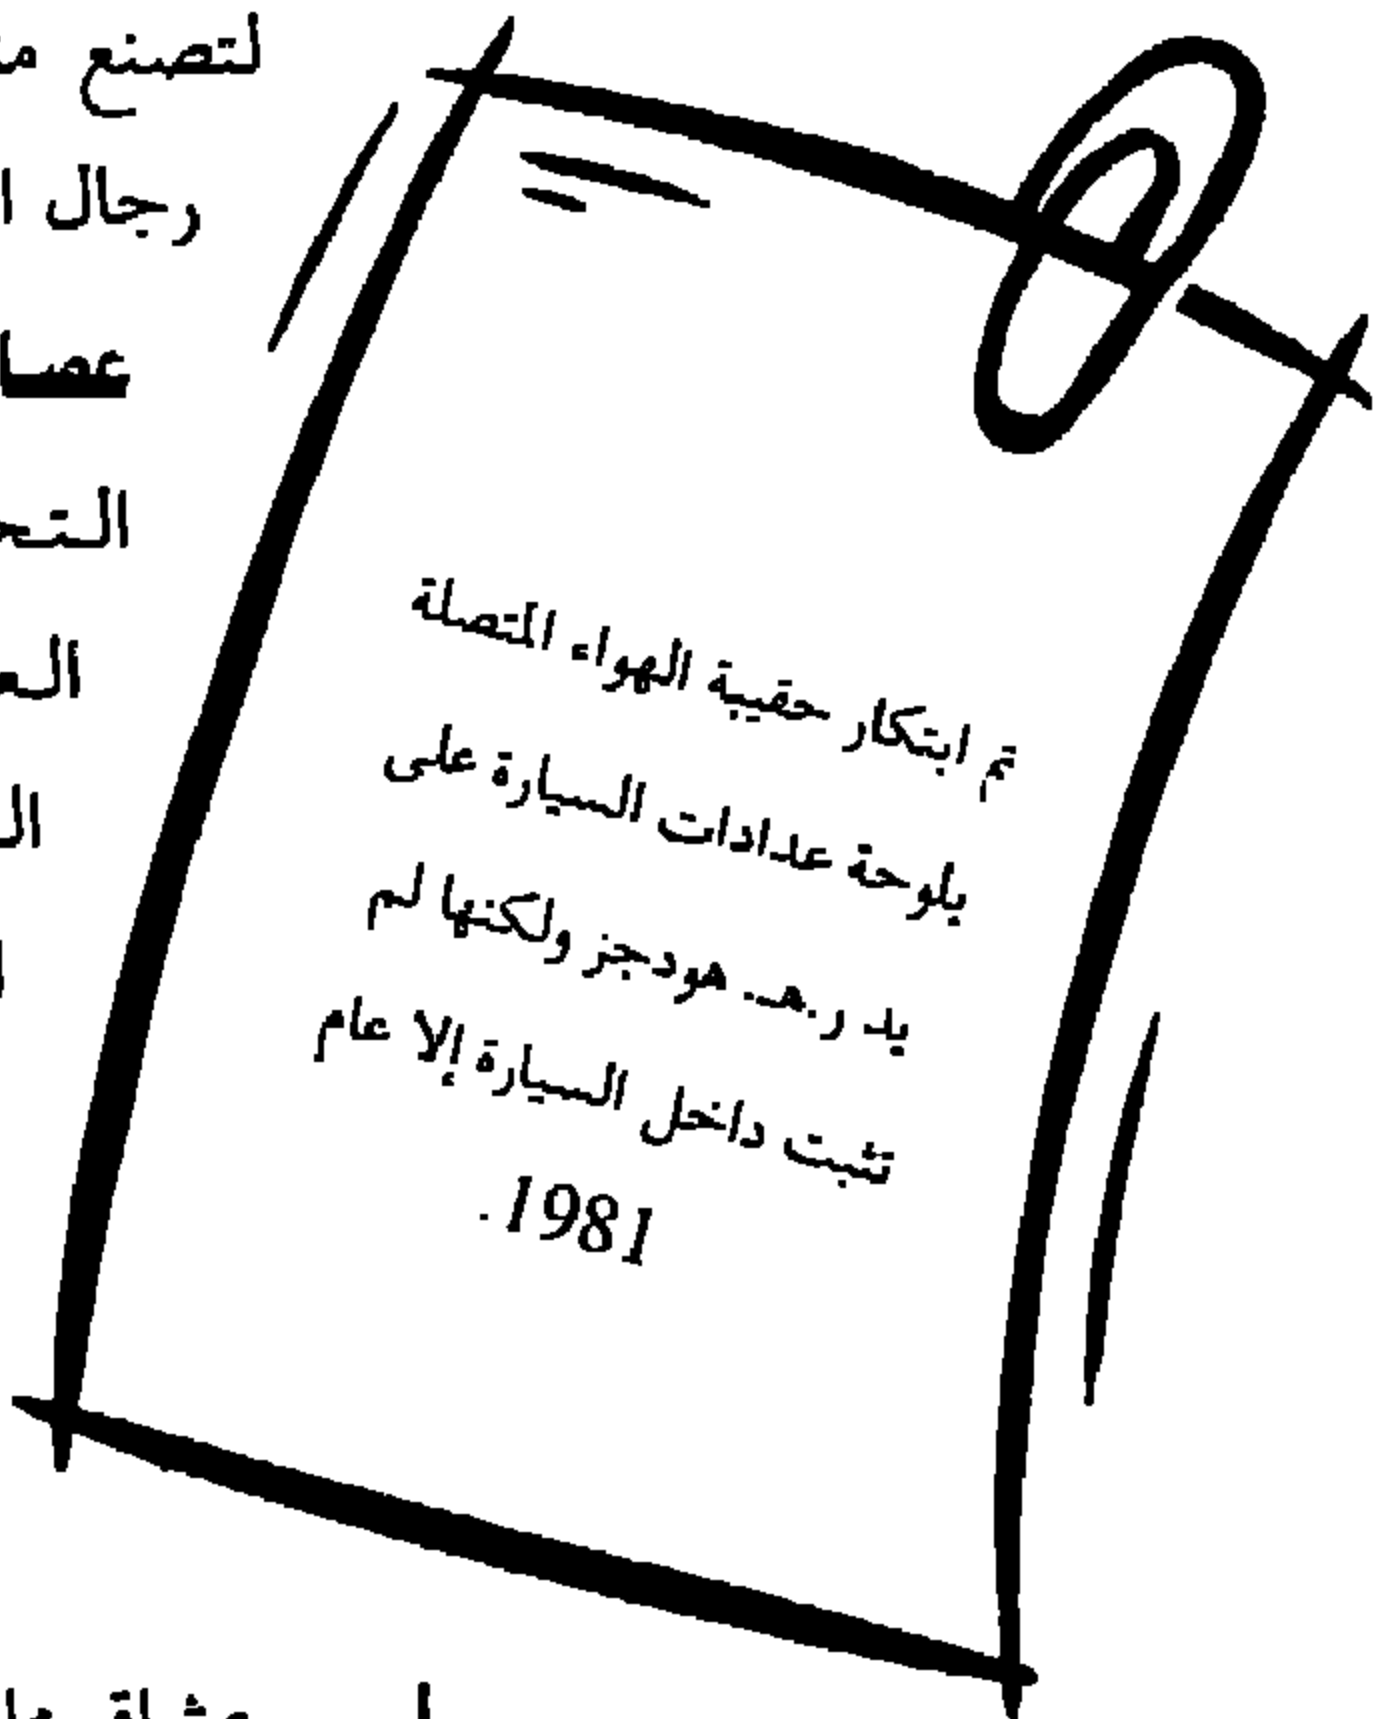 لتصنع
رجال
تم ابتكار حقيبة الهواء المتصلة
بلوحة عدادات السيارة على
يد ر.هـ. هودجز ولكنها لم
تثبت داخل السيارة إلا عام
1981.